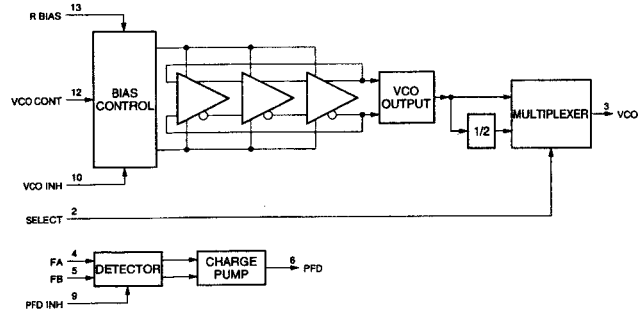 R BIAS 13
BIAS
CONTROL
VCO CONT 12
VCO INH 10
SELECT 2
VCO
OUTPUT
1/2
MULTIPLEXER
3 VCO
FA 4
FB 5
PFD INH 9
DETECTOR
CHARGE
PUMP
6 PFD